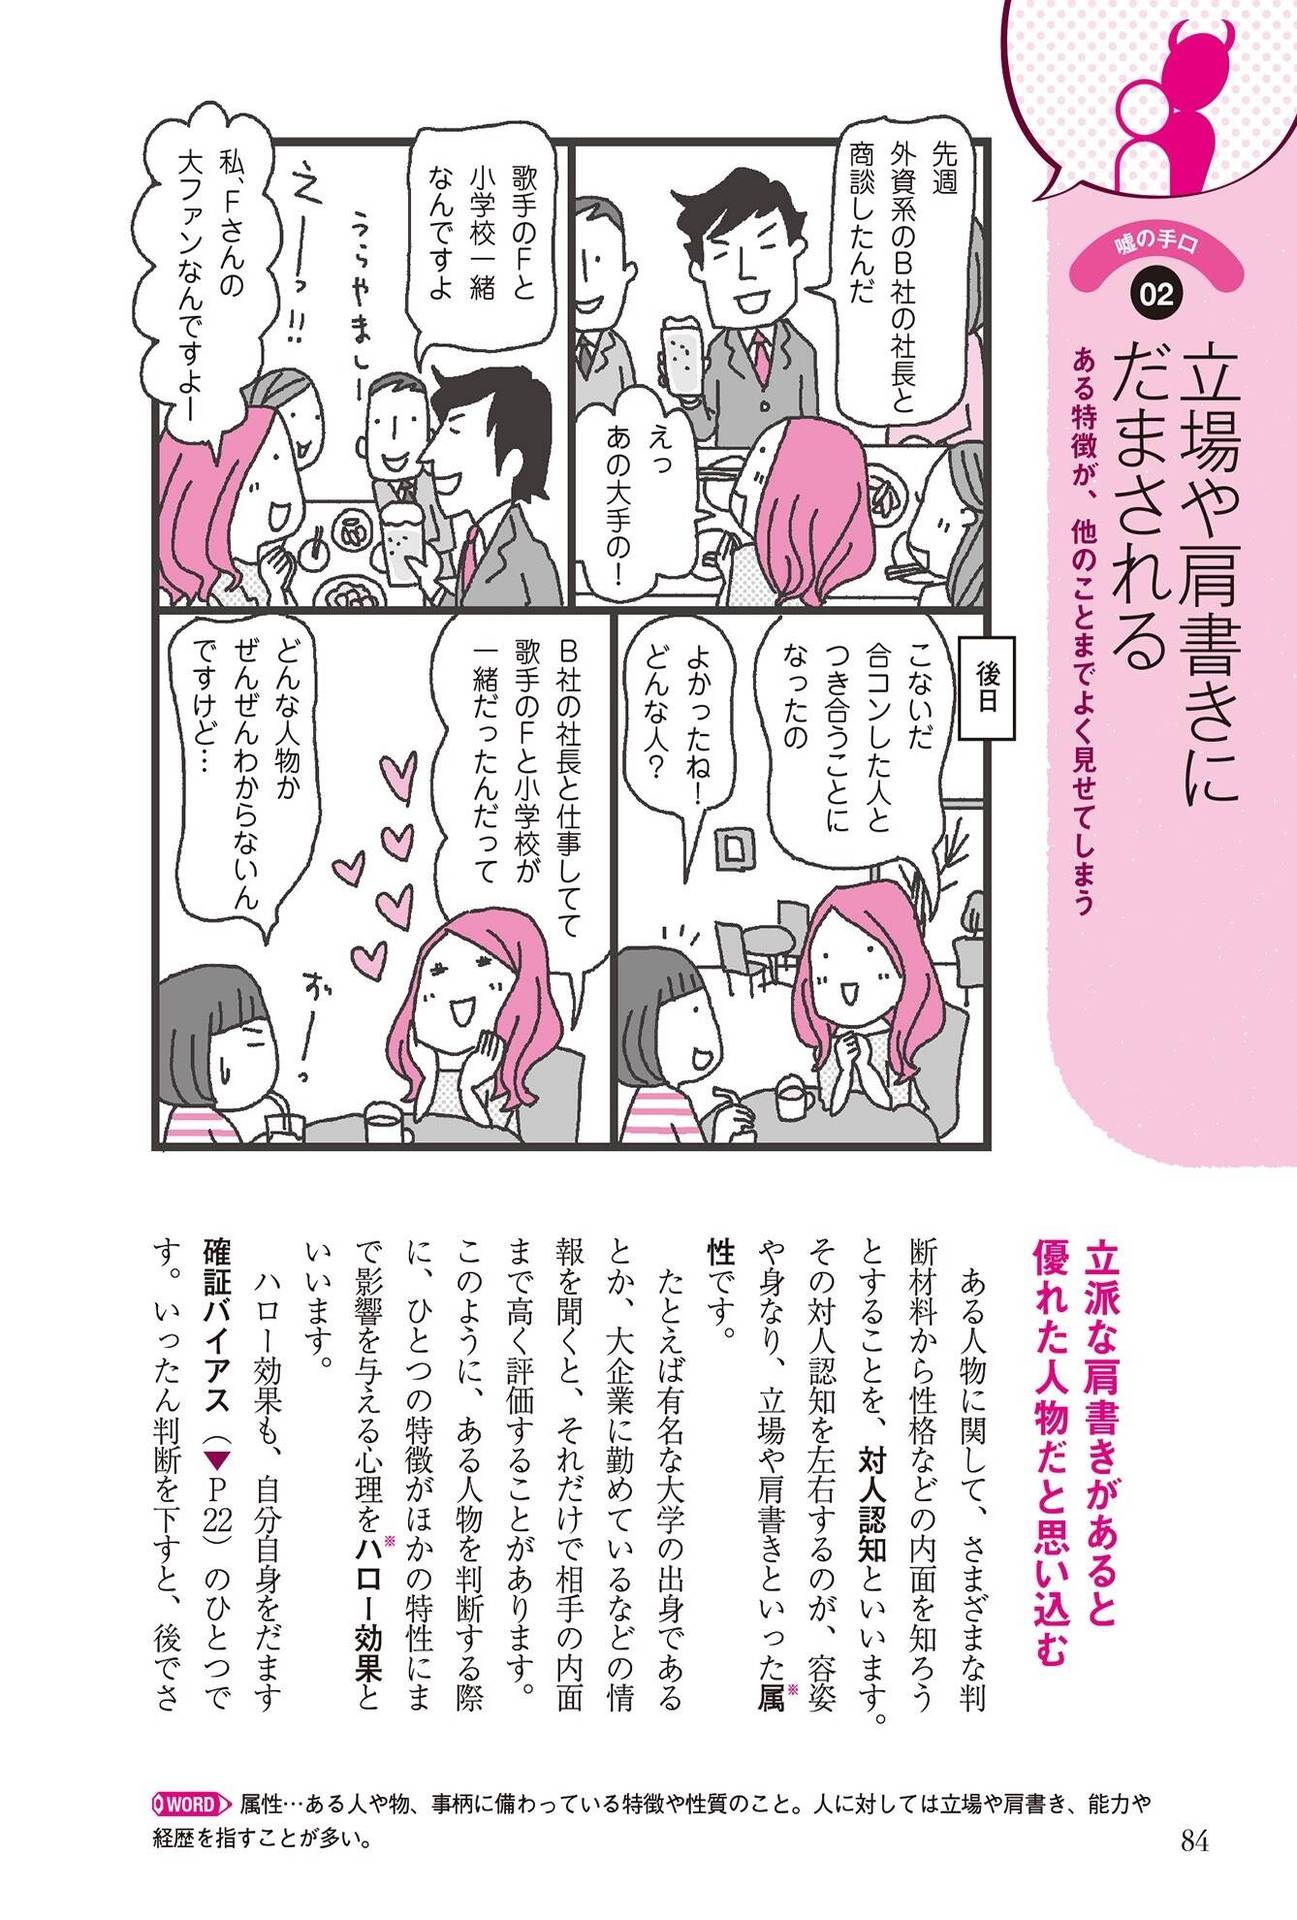 嘘の手口
02
立場や肩書きに
だまされる
ある特徴が、他のことまでよく見せてしまう
先週
外資系のB社の社長と
商談したんだ
えっ
あの大手の！
歌手のFと
小学校一緒
なんですよ
うらやましー
えーっ!!
私、Fさんの
大ファンなんですよー
後日
こないだ
合コンした人と
つき合うことに
なったの
よかったね！
どんな人？
B社の社長と仕事してて
歌手のFと小学校が
一緒だったんだって
どんな人物か
ぜんぜんわからないん
ですけど…
立派な肩書きがあると
優れた人物だと思い込む
ある人物に関して、さまざまな判
断材料から性格などの内面を知ろう
とすることを、対人認知といいます。
その対人認知を左右するのが、容姿
や身なり、立場や肩書きといった属※
性です。
たとえば有名な大学の出身である
とか、大企業に勤めているなどの情
報を聞くと、それだけで相手の内面
まで高く評価することがあります。
このように、ある人物を判断する際
に、ひとつの特徴がほかの特性にま
で影響を与える心理をハロー効果※と
いいます。
ハロー効果も、自分自身をだます
確証バイアス（▼P22）のひとつで
す。いったん判断を下すと、後でさ
WORD 属性…ある人や物、事柄に備わっている特徴や性質のこと。人に対しては立場や肩書き、能力や
経歴を指すことが多い。
84